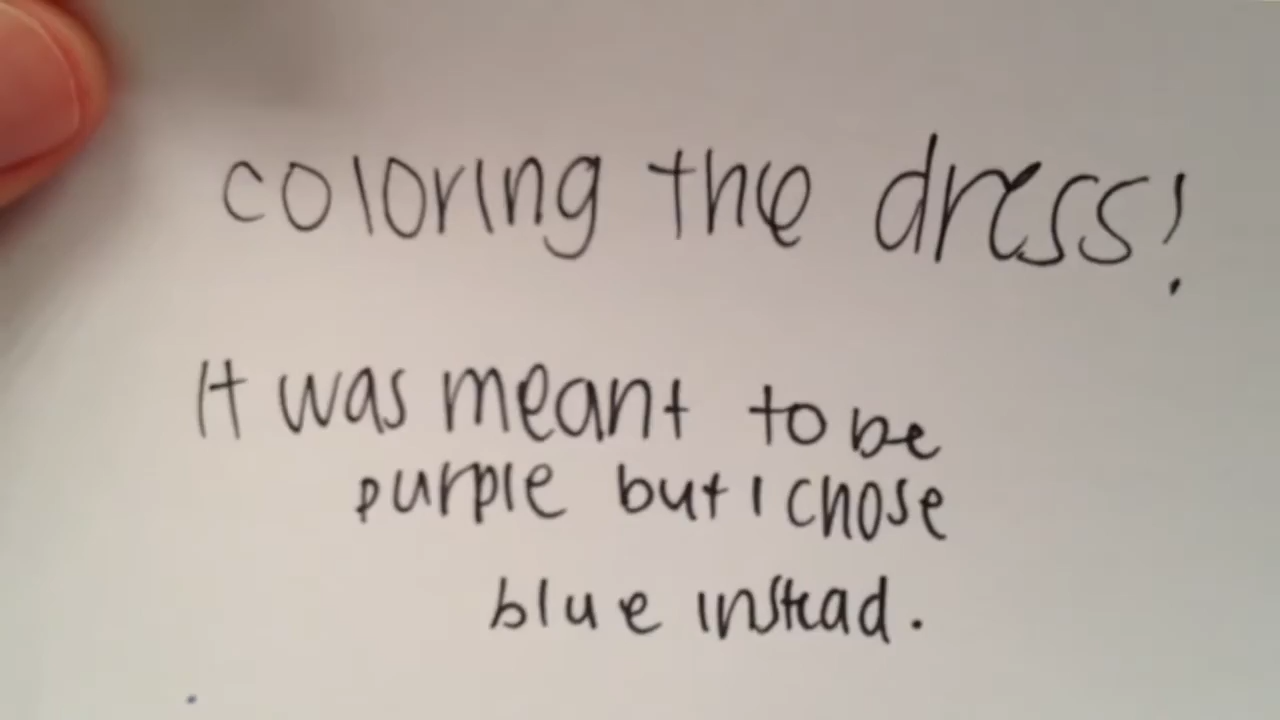 coloring the dress!
It was meant to be
purple but I chose
blue instead.